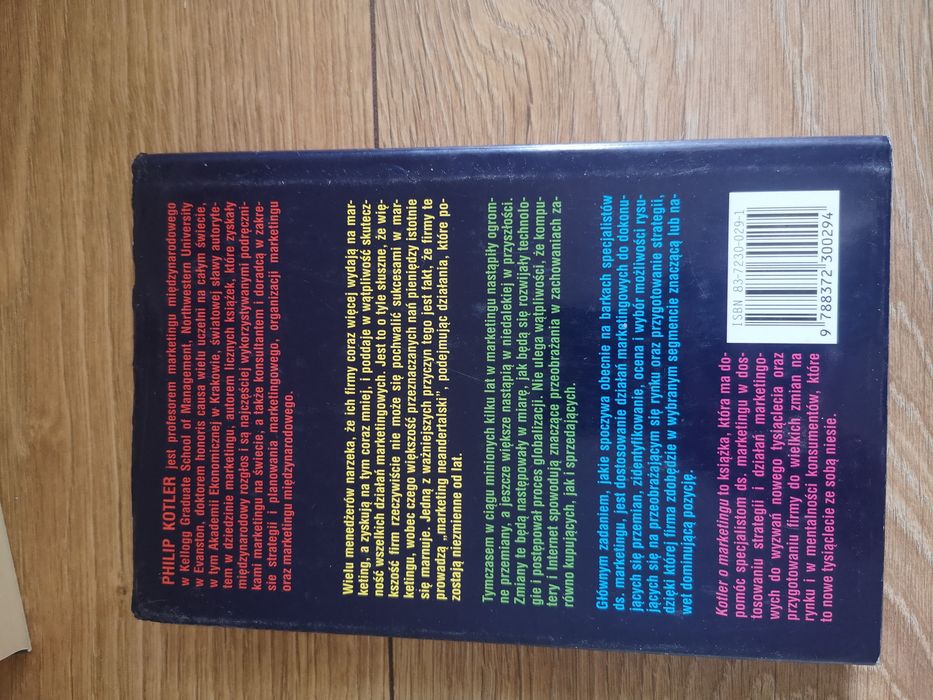 PHILIP KOTLER jest profesorem marketingu międzynarodowego
w Kellogg Graduate School of Management, Northwestern University
w Evanston, doktorem honoris causa wielu uczelni na całym świecie,
w tym Akademii Ekonomicznej w Krakowie, światowej sławy autoryte-
tem w dziedzinie marketingu, autorem licznych książek, które zyskały
międzynarodowy rozgłos i są najczęściej wykorzystywanymi podręczni-
kami marketingu na świecie, a także konsultantem i doradcą w zakre-
sie strategii i planowania marketingowego, organizacji marketingu
oraz marketingu międzynarodowego.
Wielu menedżerów narzeka, że ich firmy coraz więcej wydają na mar-
keting, a zyskują na tym coraz mniej, i poddaje w wątpliwość skutecz-
ność wszelkich działań marketingowych. Jest to o tyle słuszne, że wię-
kszość firm rzeczywiście nie może się pochwalić sukcesami w mar-
ketingu, wobec czego większość przeznaczanych nań pieniędzy istotnie
się marnuje. Jedną z ważniejszych przyczyn tego jest fakt, że firmy te
prowadzą „marketing neandertalski", podejmując działania, które po-
zostają niezmienne od lat.
Tymczasem w ciągu minionych kilku lat w marketingu nastąpiły ogrom-
ne przemiany, a jeszcze większe nastąpią w niedalekiej przyszłości.
Zmiany te będą następowały w miarę, jak będą się rozwijały technolo-
gie i postępował proces globalizacji. Nie ulega wątpliwości, że kompu-
tery i Internet spowodują znaczące przeobrażenia w zachowaniach za-
równo kupujących, jak i sprzedających.
Głównym zadaniem, jakie spoczywa obecnie na barkach specjalistów
ds. marketingu, jest dostosowanie działań marketingowych do dokonu-
jących się przemian, zidentyfikowanie, ocena i wybór możliwości rysu-
jących się na przeobrażającym się rynku oraz przygotowanie strategii,
dzięki której firma zdobędzie w wybranym segmencie znaczącą lub na-
wet dominującą pozycję.
Kotler o marketingu to książka, która ma do-
pomóc specjalistom ds. marketingu w dos-
tosowaniu strategii i działań marketingo-
wych do wyzwań nowego tysiąclecia oraz
przygotowaniu firmy do wielkich zmian na
rynku i w mentalności konsumentów, które
to nowe tysiąclecie ze sobą niesie.
ISBN 83-7230-029-1
9 788372 300294